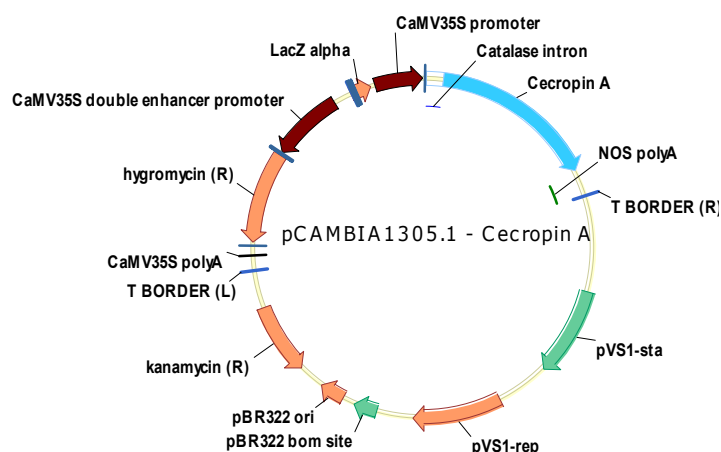 CaMV35S promoter
LacZ alpha
Catalase intron
Cecropin A
CaMV35S double enhancer promoter
NOS polyA
hygromycin (R)
T BORDER (R)
pCAMBIA1305.1 - Cecropin A
CaMV35S polyA
T BORDER (L)
pVS1-sta
kanamycin (R)
pBR322 ori
pBR322 bom site
pVS1-rep